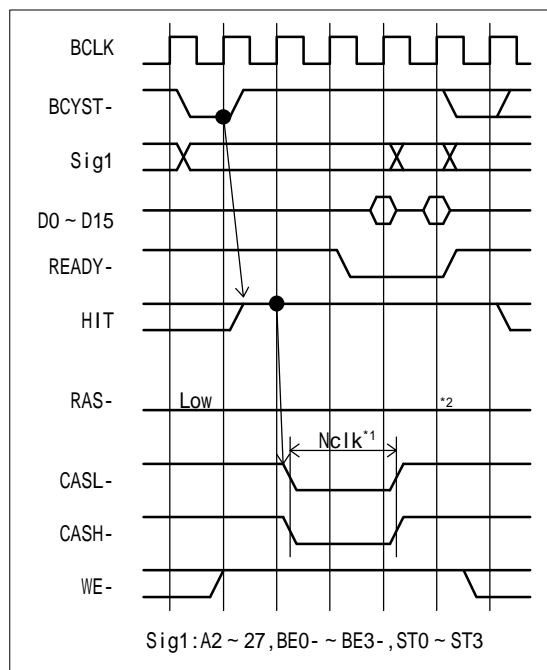 BCLK
BCYST-
Sig1
D0～D15
READY-
HIT
RAS-
Low
*2
Nclk*1
CASL-
CASH-
WE-
Sig1:A2～27,BE0-～BE3-,ST0～ST3